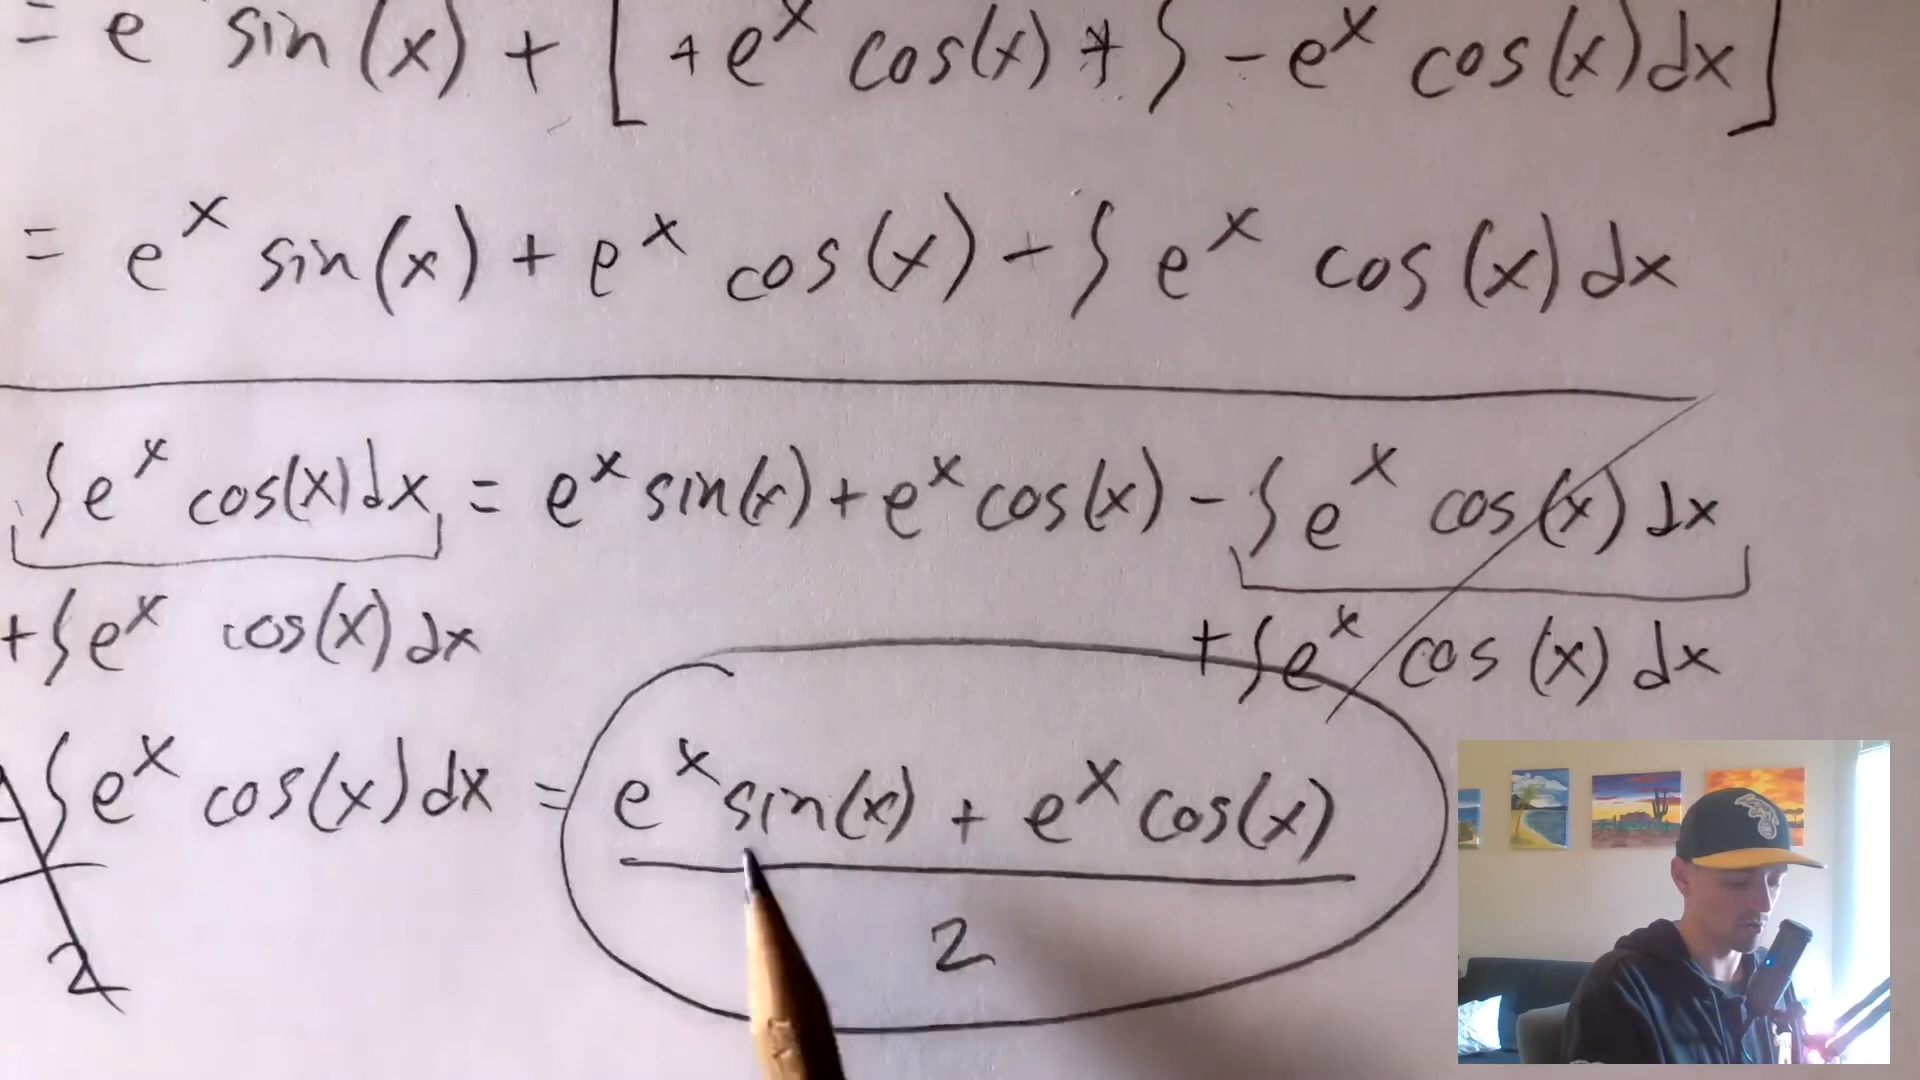 = e sin(x) + [+e^x cos(x) + ∫ -e^x cos(x)dx]
= e^x sin(x) + e^x cos(x) - ∫ e^x cos(x)dx
∫e^x cos(x)dx = e^x sin(x) + e^x cos(x) - ∫e^x cos(x)dx
+∫e^x cos(x)dx +∫e^x cos(x)dx
2∫e^x cos(x)dx = e^x sin(x) + e^x cos(x)
2 2